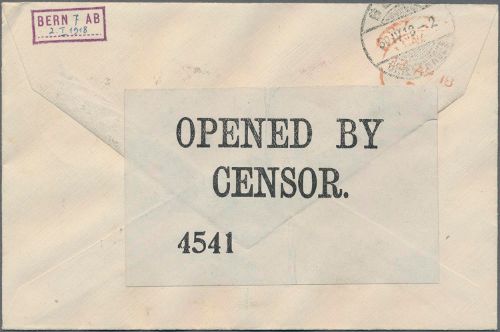 BERN 7 AB
2.I.1918
OPENED BY
CENSOR.
4541